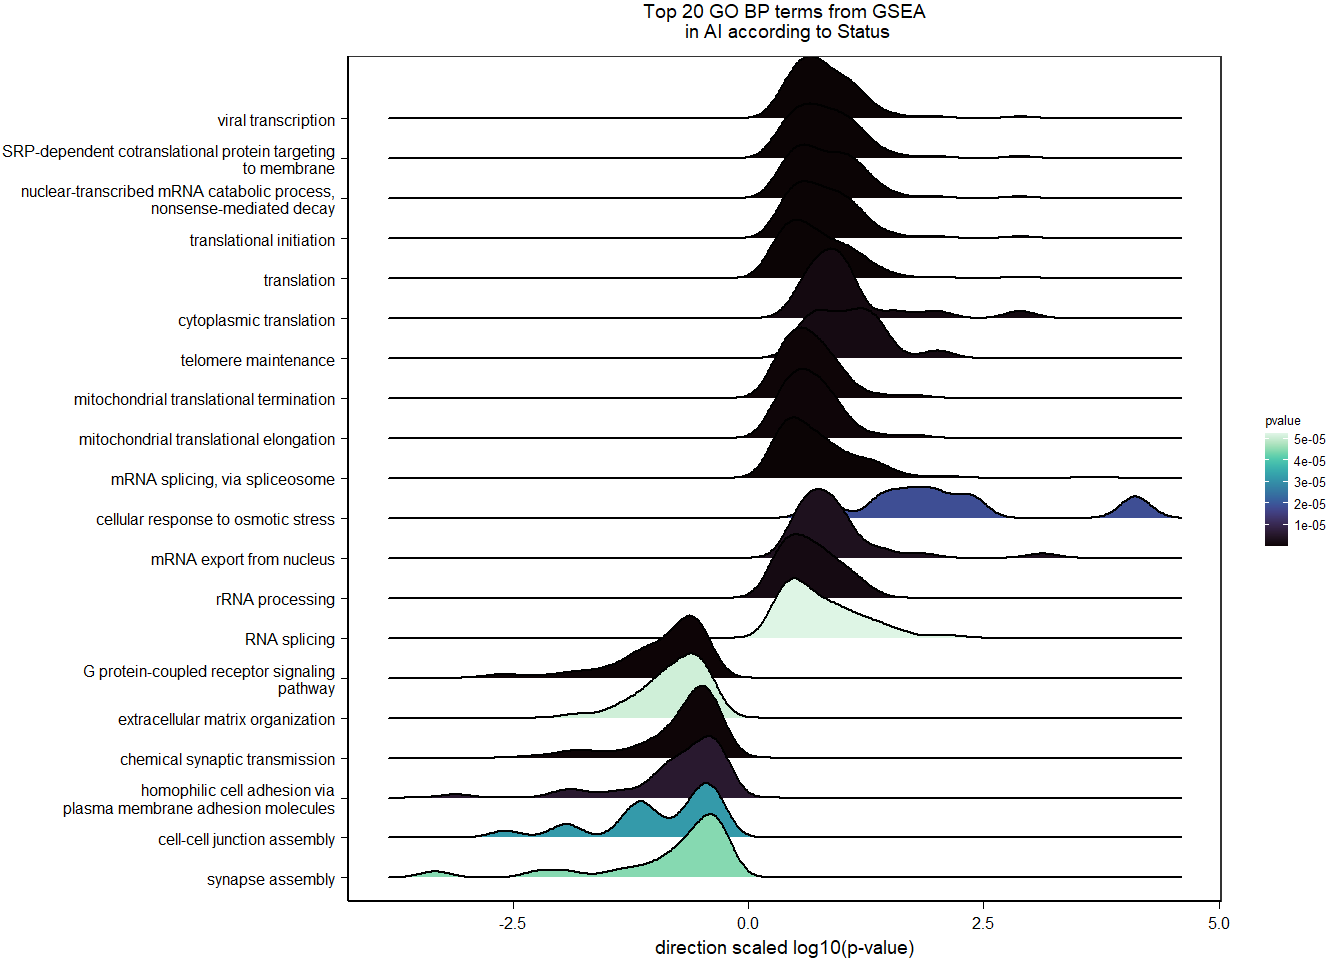 Top 20 GO BP terms from GSEA
in AI according to Status
viral transcription
SRP-dependent cotranslational protein targeting
to membrane
nuclear-transcribed mRNA catabolic process,
nonsense-mediated decay
translational initiation
translation
cytoplasmic translation
telomere maintenance
mitochondrial translational termination
mitochondrial translational elongation
mRNA splicing, via spliceosome
cellular response to osmotic stress
mRNA export from nucleus
rRNA processing
RNA splicing
G protein-coupled receptor signaling
pathway
extracellular matrix organization
chemical synaptic transmission
homophilic cell adhesion via
plasma membrane adhesion molecules
cell-cell junction assembly
synapse assembly
-2.5 0.0 2.5 5.0
direction scaled log10(p-value)
pvalue
5e-05
4e-05
3e-05
2e-05
1e-05